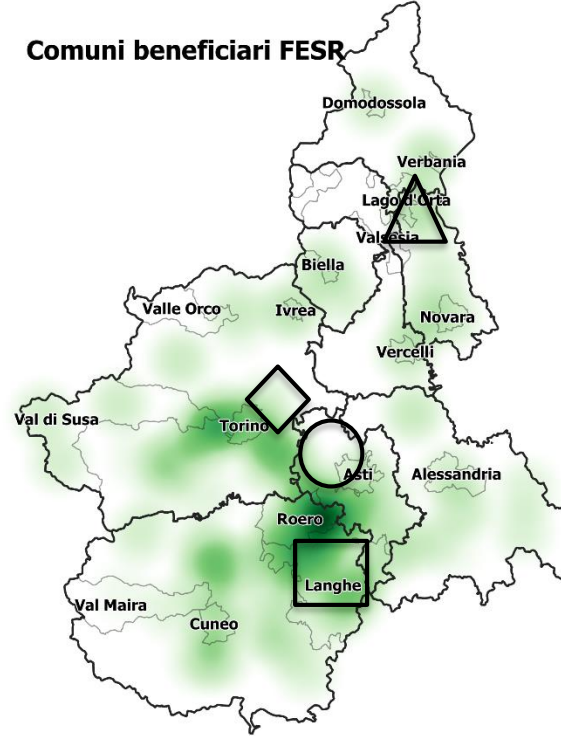 Comuni beneficiari FESR
Domodossola
Verbania
Lago d'Orta
Valsesia
Biella
Valle Orco
Ivrea
Novara
Vercelli
Val di Susa
Torino
Asti
Alessandria
Roero
Langhe
Val Maira
Cuneo